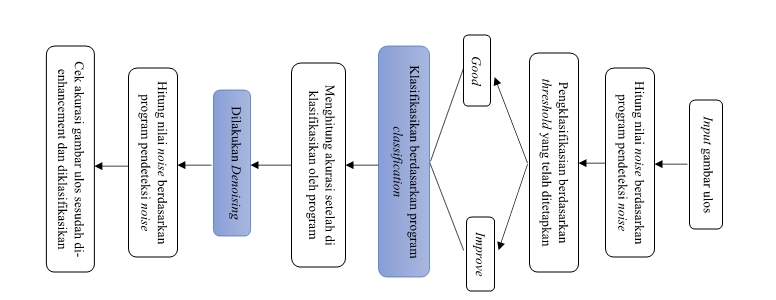 Input gambar ulos
Hitung nilai noise berdasarkan
program pendeteksi noise
Pengklasifikasian berdasarkan
threshold yang telah ditetapkan
Good
Improve
Klasifikasikan berdasarkan program
classification
Menghitung akurasi setelah di
klasifikasikan oleh program
Dilakukan Denoising
Hitung nilai noise berdasarkan
program pendeteksi noise
Cek akurasi gambar ulos sesudah di-
enhancement dan diklasifikasikan